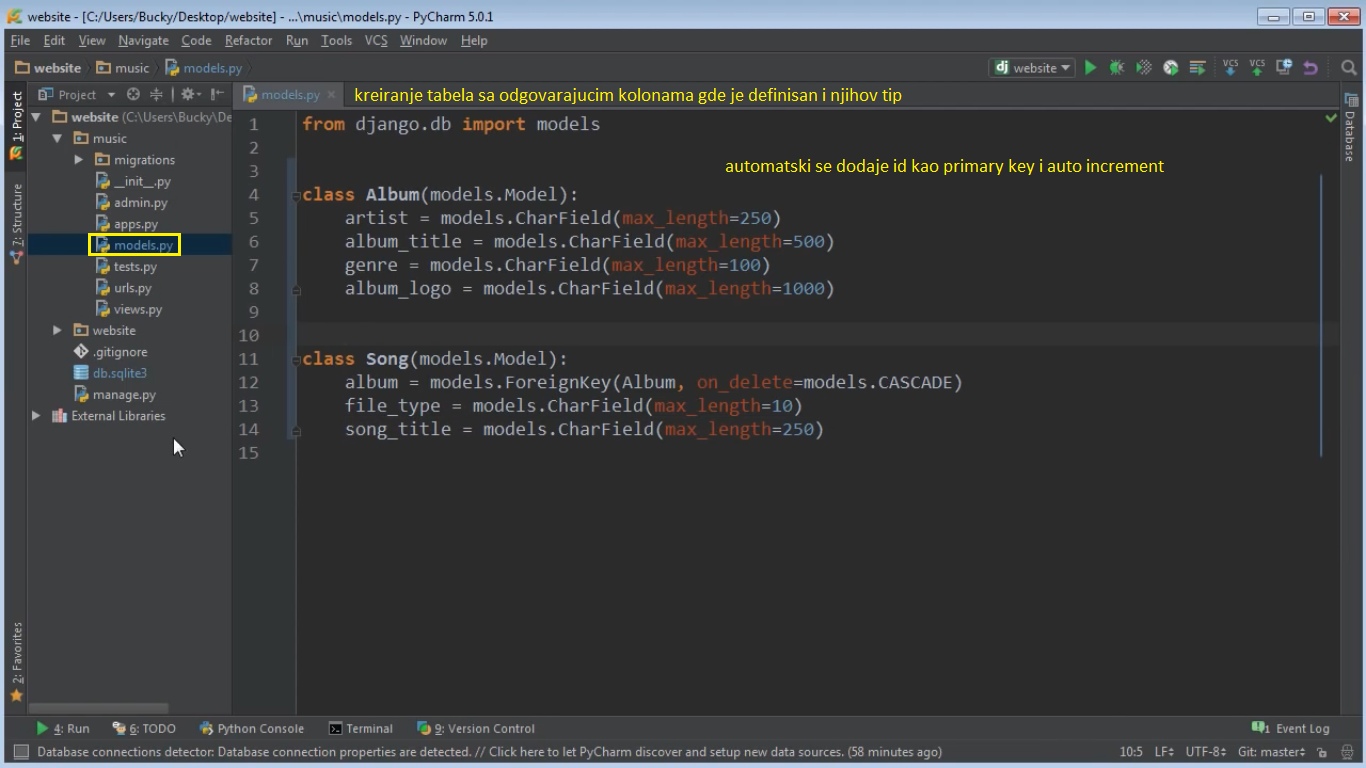 website - [C:/Users/Bucky/Desktop/website] - ...\music\models.py - PyCharm 5.0.1
File Edit View Navigate Code Refactor Run Tools VCS Window Help
website music models.py
dj website VCS VCS
Project
models.py
kreiranje tabela sa odgovarajucim kolonama gde je definisan i njihov tip
1: Project
7: Structure
2: Favorites
Database
website (C:\Users\Bucky\De
music
migrations
__init__.py
admin.py
apps.py
models.py
tests.py
urls.py
views.py
website
.gitignore
db.sqlite3
manage.py
External Libraries
automatski se dodaje id kao primary key i auto increment
1 from django.db import models
2
3
4 class Album(models.Model):
5 artist = models.CharField(max_length=250)
6 album_title = models.CharField(max_length=500)
7 genre = models.CharField(max_length=100)
8 album_logo = models.CharField(max_length=1000)
9
10
11 class Song(models.Model):
12 album = models.ForeignKey(Album, on_delete=models.CASCADE)
13 file_type = models.CharField(max_length=10)
14 song_title = models.CharField(max_length=250)
15
4: Run 6: TODO Python Console Terminal 9: Version Control 1 Event Log
Database connections detector: Database connection properties are detected. // Click here to let PyCharm discover and setup new data sources. (58 minutes ago) 10:5 LF UTF-8 Git: master